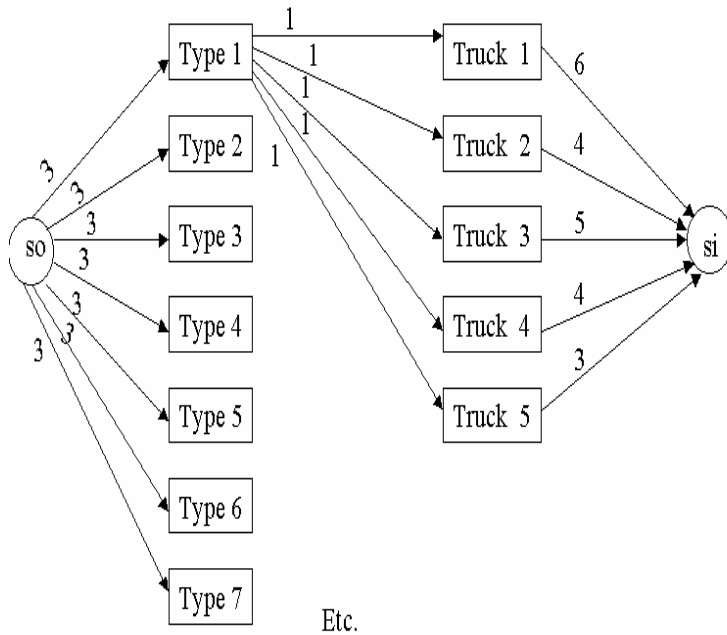 1
Type 1
Truck 1
6
1
1
1
3
Type 2
1
Truck 2
4
3
3
Type 3
Truck 3
5
so
si
3
Type 4
Truck 4
4
3
3
3
Type 5
Truck 5
3
Type 6
Type 7
Etc.